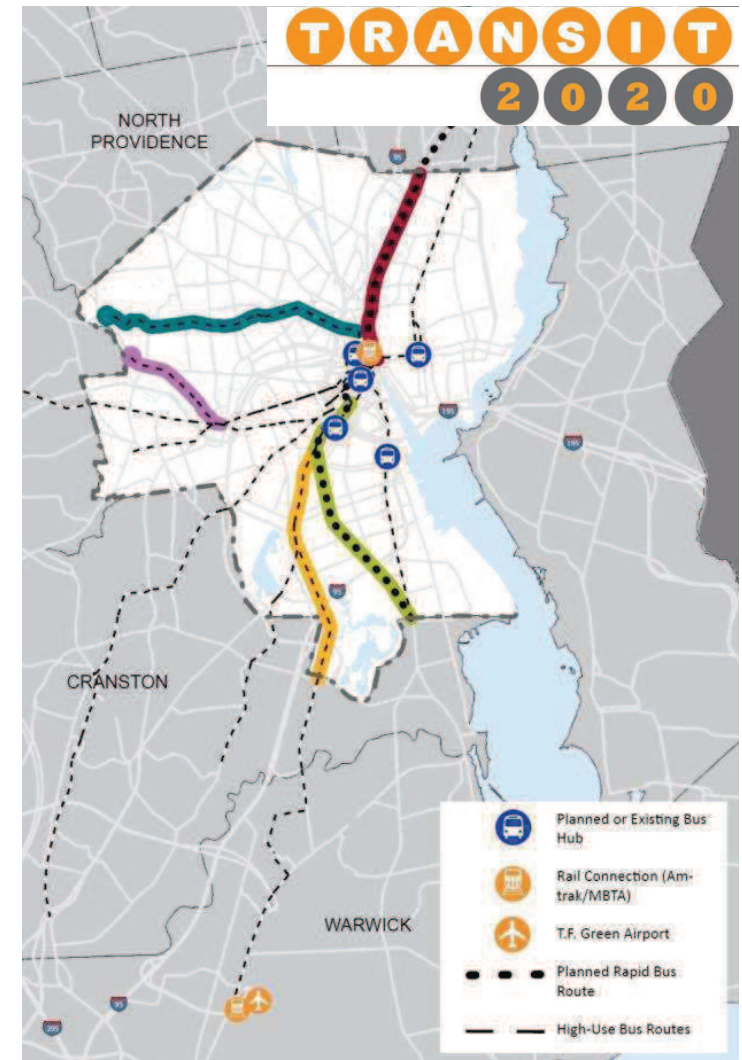 TRANSIT
2020
NORTH
PROVIDENCE
95
195
195
95
CRANSTON
WARWICK
95
Planned or Existing Bus
Hub
Rail Connection (Am-
trak/MBTA)
T.F. Green Airport
Planned Rapid Bus
Route
High-Use Bus Routes